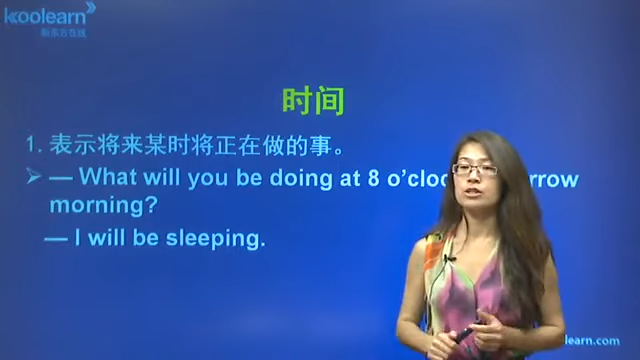 koolearn
新东方在线
时间
1. 表示将来某时将正在做的事。
➢ — What will you be doing at 8 o'cloc rrow
morning?
— I will be sleeping.
learn.com